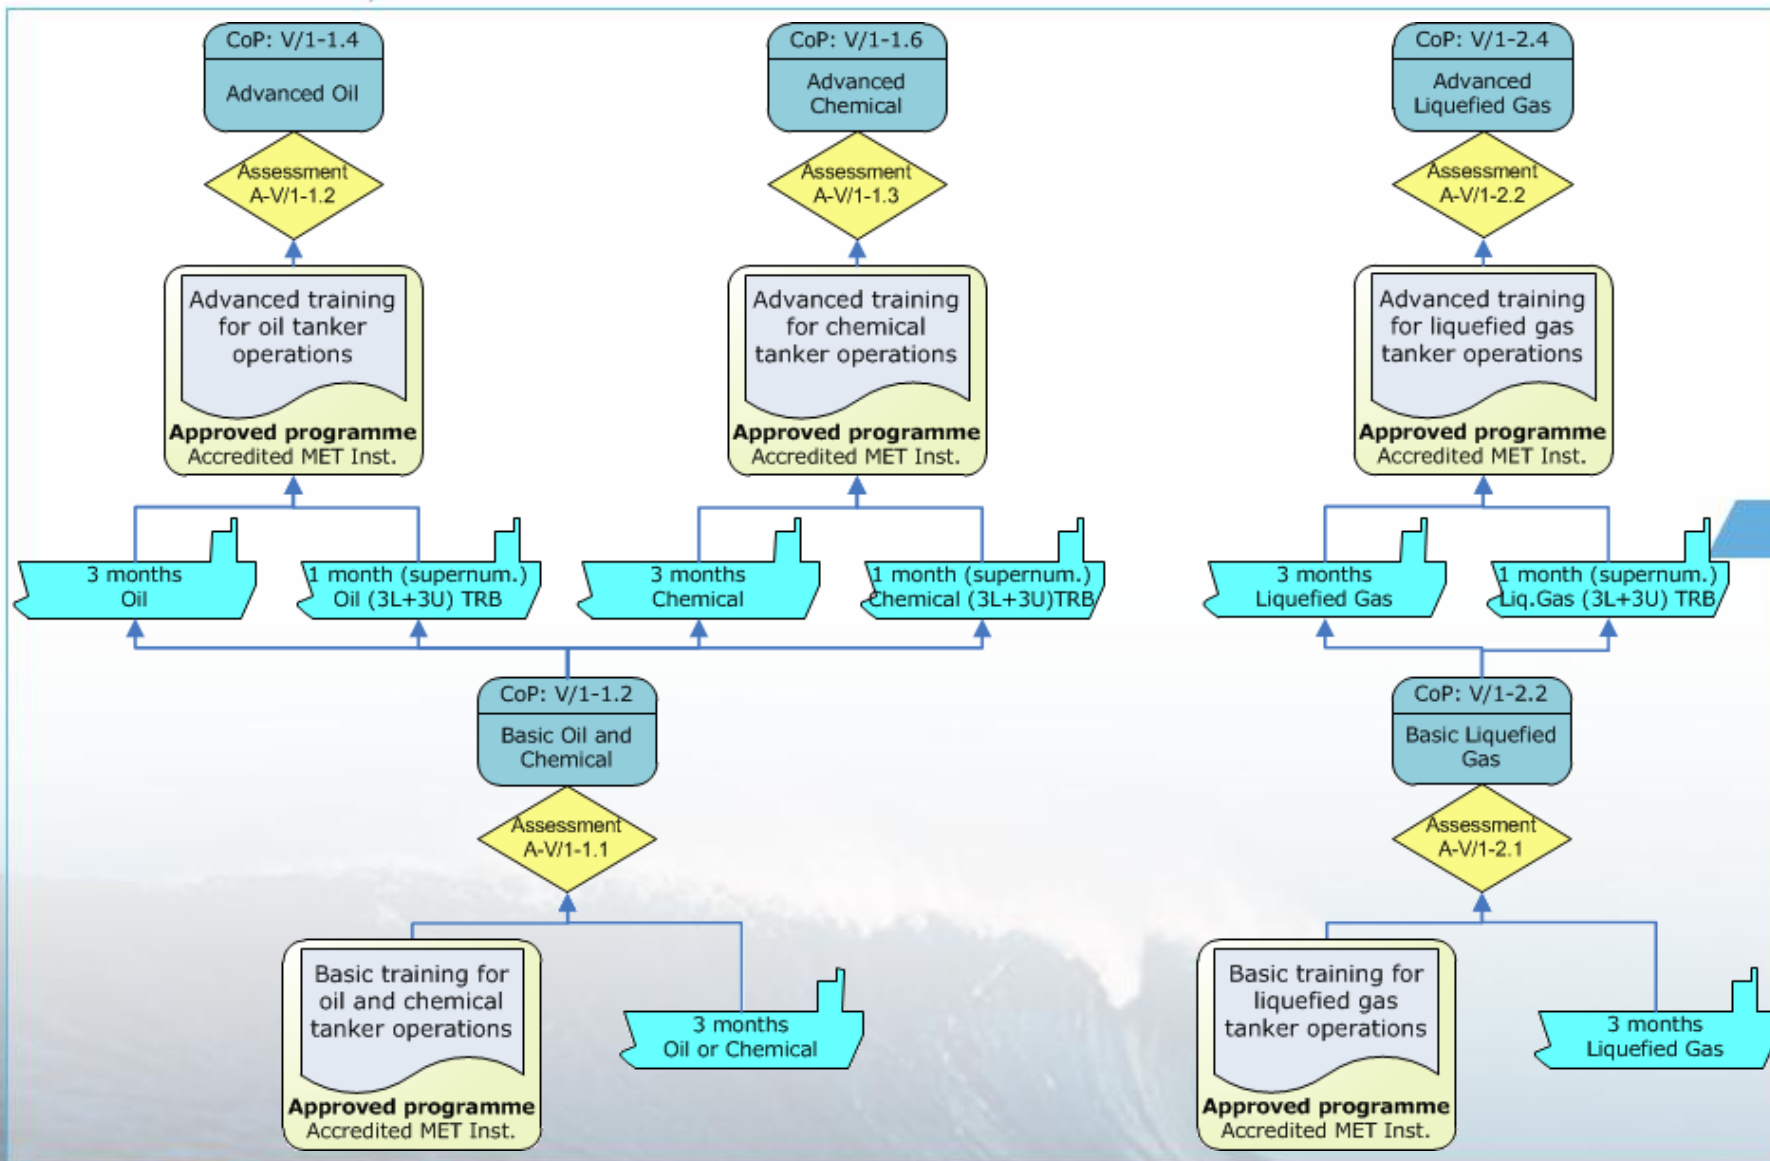 CoP: V/1-1.4
Advanced Oil
CoP: V/1-1.6
Advanced
Chemical
CoP: V/1-2.4
Advanced
Liquefied Gas
Assessment
A-V/1-1.2
Assessment
A-V/1-1.3
Assessment
A-V/1-2.2
Advanced training
for oil tanker
operations
Approved programme
Accredited MET Inst.
Advanced training
for chemical
tanker operations
Approved programme
Accredited MET Inst.
Advanced training
for liquefied gas
tanker operations
Approved programme
Accredited MET Inst.
3 months
Oil
1 month (supernum.)
Oil (3L+3U) TRB
3 months
Chemical
1 month (supernum.)
Chemical (3L+3U)TRB
3 months
Liquefied Gas
1 month (supernum.)
Liq.Gas (3L+3U) TRB
CoP: V/1-1.2
Basic Oil and
Chemical
CoP: V/1-2.2
Basic Liquefied
Gas
Assessment
A-V/1-1.1
Assessment
A-V/1-2.1
Basic training for
oil and chemical
tanker operations
Approved programme
Accredited MET Inst.
3 months
Oil or Chemical
Basic training for
liquefied gas
tanker operations
Approved programme
Accredited MET Inst.
3 months
Liquefied Gas